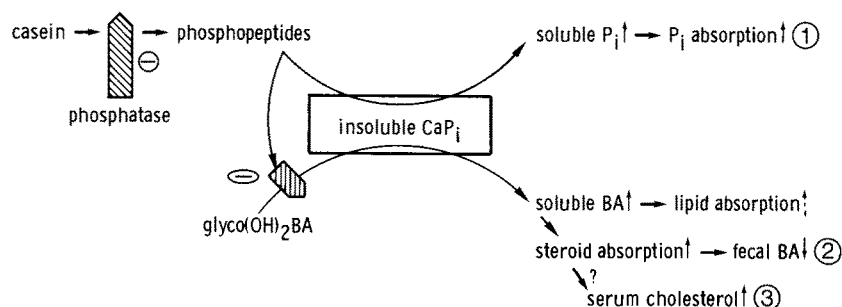 casein → ⊖ → phosphopeptides
phosphatase
soluble Pi↑ → Pi absorption↑ ①
insoluble CaPi
⊖
glyco(OH)2BA
soluble BA↑ → lipid absorption↑
steroid absorption↑ → fecal BA↓ ②
?
serum cholesterol↑ ③